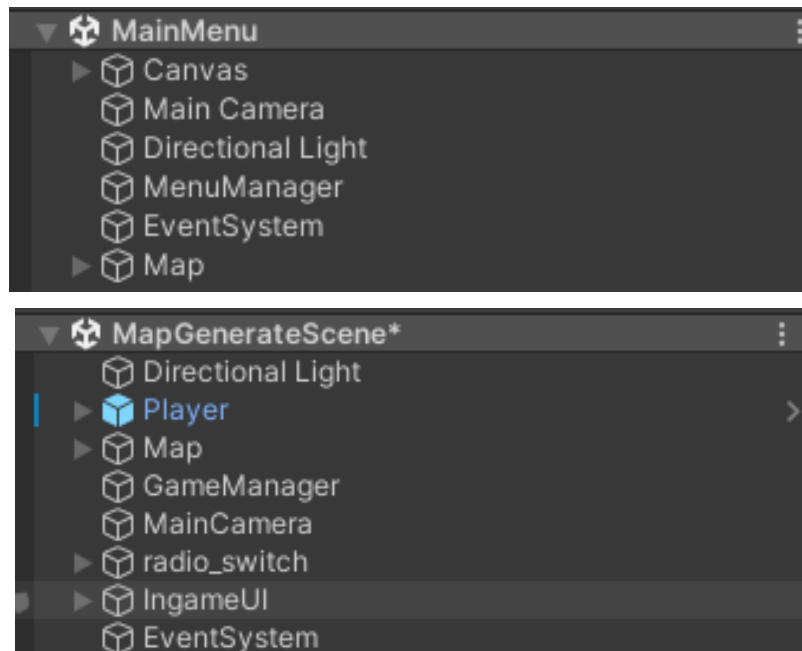 MainMenu
Canvas
Main Camera
Directional Light
MenuManager
EventSystem
Map
MapGenerateScene*
Directional Light
Player
Map
GameManager
MainCamera
radio_switch
IngameUI
EventSystem